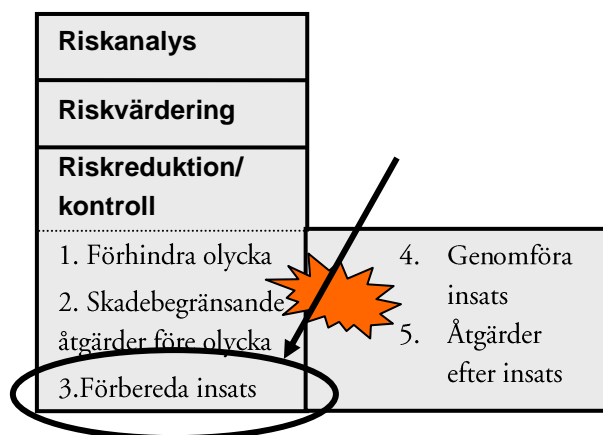 Riskanalys
Riskvärdering
Riskreduktion/
kontroll
1. Förhindra olycka
2. Skadebegränsande
åtgärder före olycka
3.Förbereda insats
4. Genomföra
insats
5. Åtgärder
efter insats